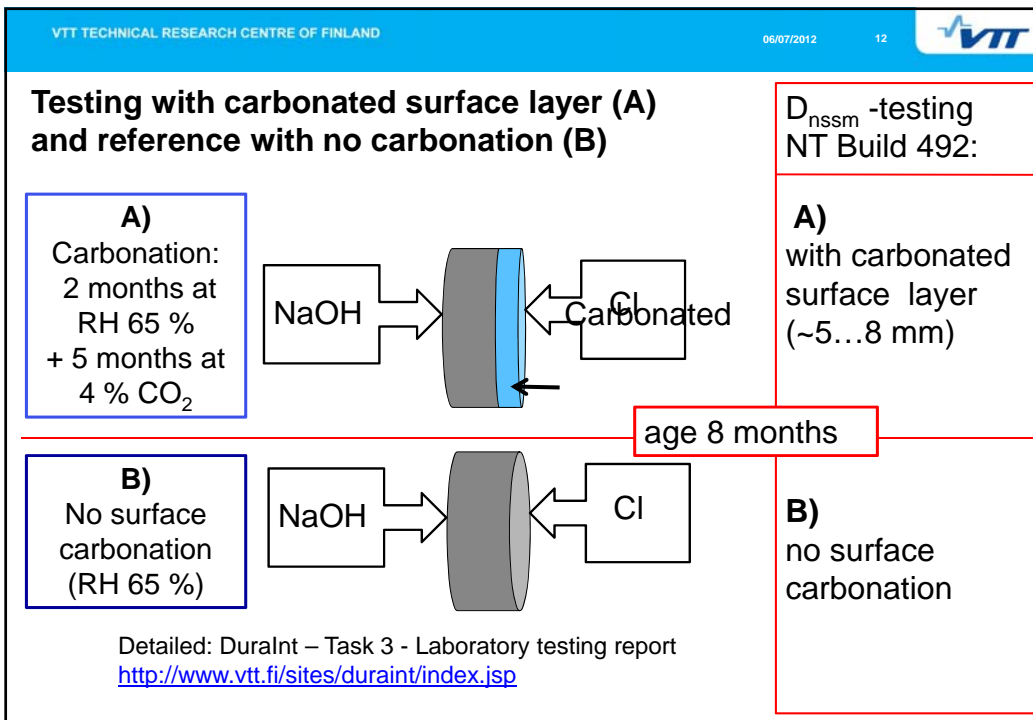 VTT TECHNICAL RESEARCH CENTRE OF FINLAND
06/07/2012
12
VTT
Testing with carbonated surface layer (A)
and reference with no carbonation (B)
A)
Carbonation:
2 months at
RH 65 %
+ 5 months at
4 % CO2
NaOH
Cl
Carbonated
Dnssm -testing
NT Build 492:
A)
with carbonated
surface layer
(~5…8 mm)
age 8 months
B)
No surface
carbonation
(RH 65 %)
NaOH
Cl
B)
no surface
carbonation
Detailed: DuraInt – Task 3 - Laboratory testing report
http://www.vtt.fi/sites/duraint/index.jsp